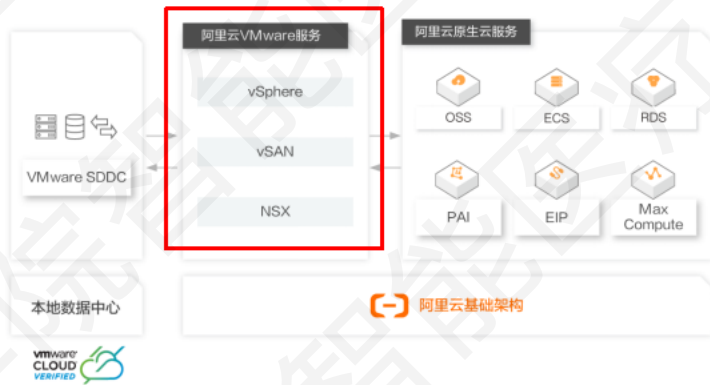 阿里云VMware服务
阿里云原生云服务
vSphere
OSS
ECS
RDS
vSAN
VMware SDDC
NSX
PAI
EIP
Max
Compute
本地数据中心
阿里云基础架构
vmware
CLOUD
VERIFIED